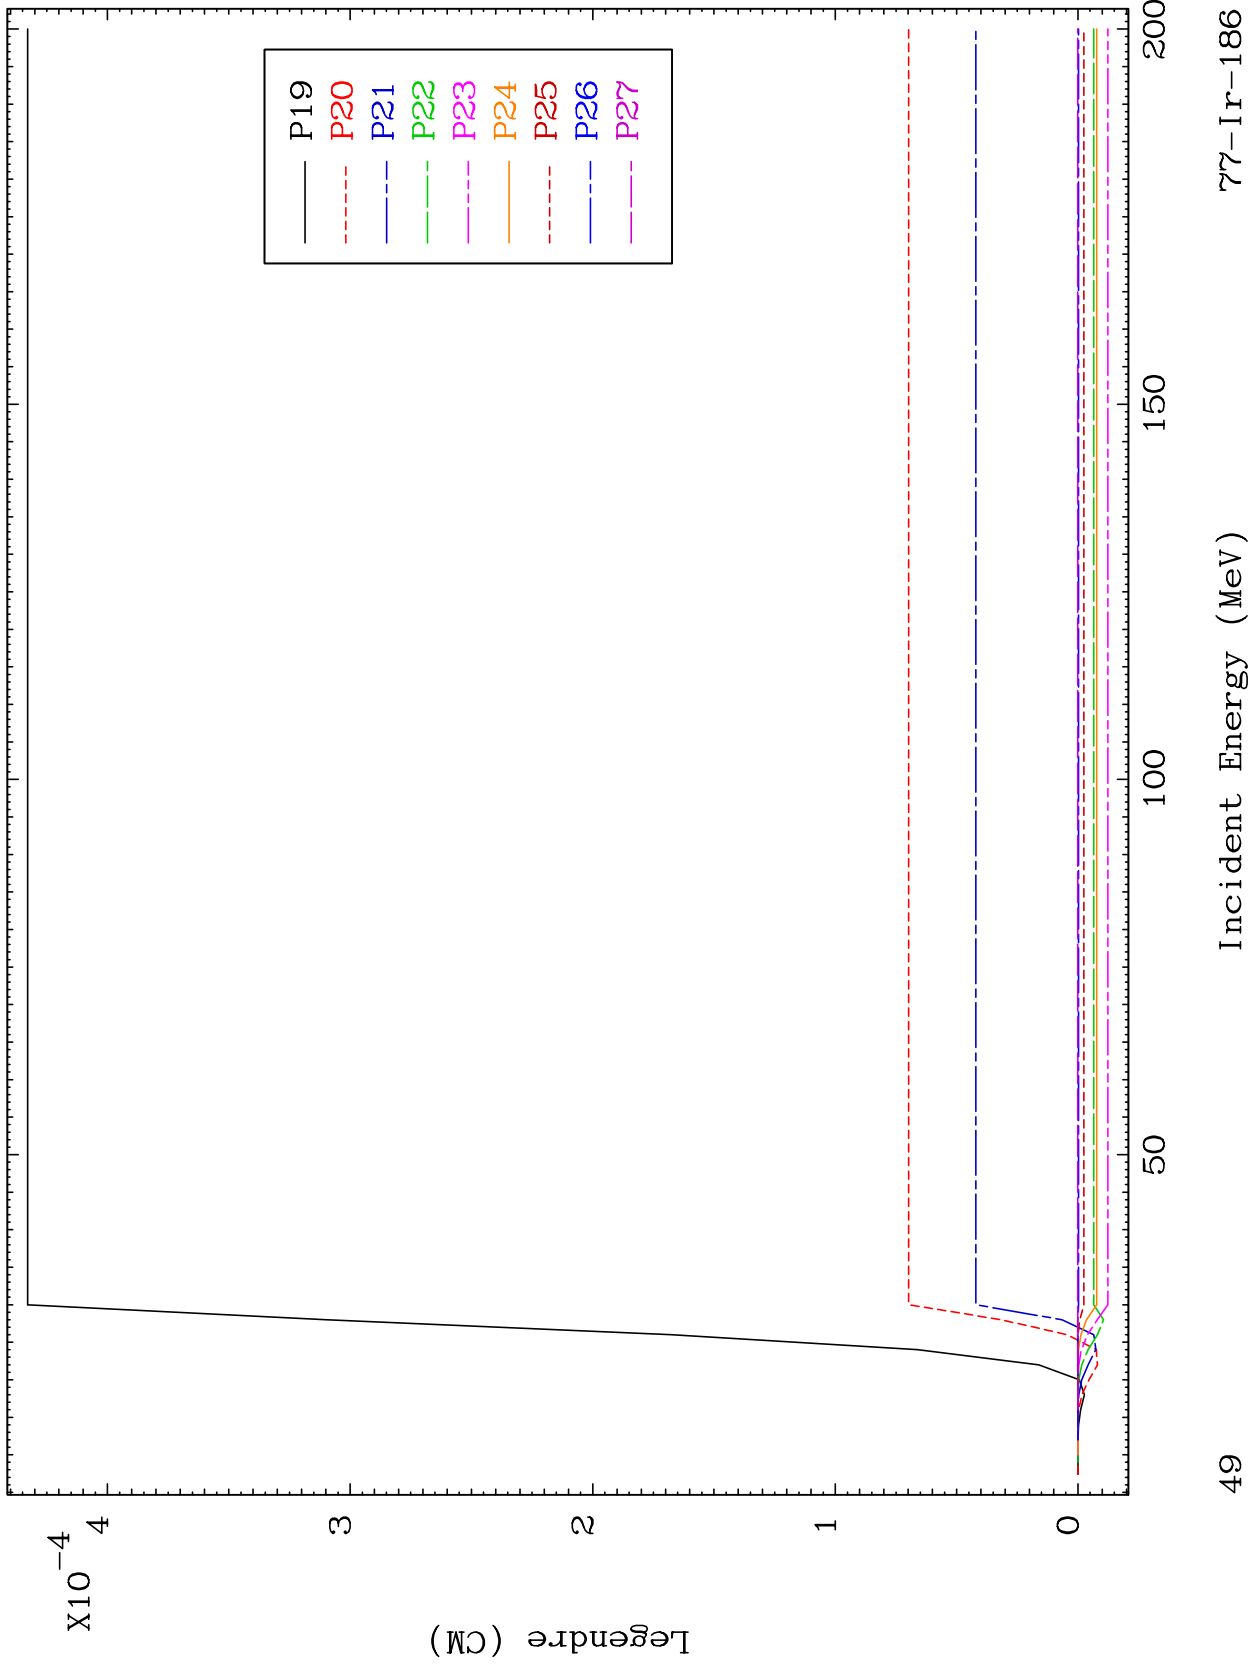 X10-4
4
3
2
1
0
Legendre (CM)
P19
P20
P21
P22
P23
P24
P25
P26
P27
50
100
150
200
49
Incident Energy (MeV)
77-Ir-186